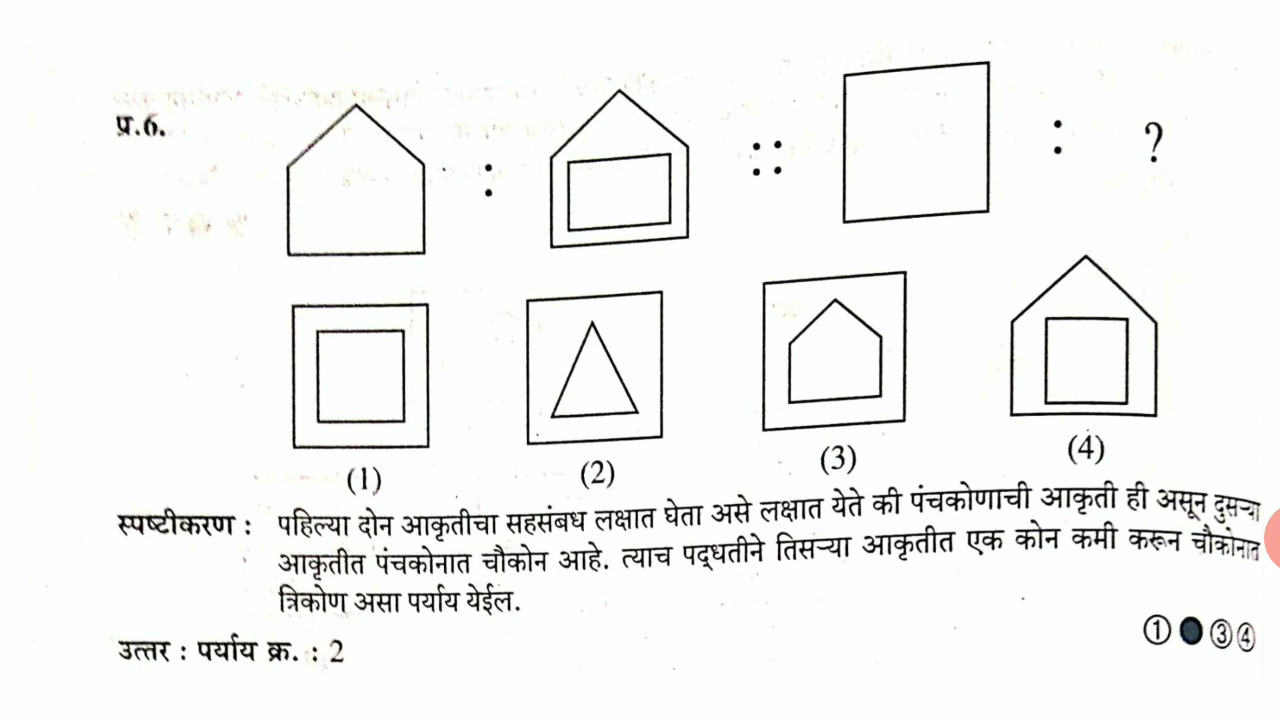 प्र.6.
: :: : ?
(1) (2) (3) (4)
स्पष्टीकरण : पहिल्या दोन आकृतीचा सहसंबध लक्षात घेता असे लक्षात येते की पंचकोणाची आकृती ही असून दुसऱ्या
आकृतीत पंचकोनात चौकोन आहे. त्याच पद्धतीने तिसऱ्या आकृतीत एक कोन कमी करून चौकोनात
त्रिकोण असा पर्याय येईल.
① ③ ④
उत्तर : पर्याय क्र. : 2